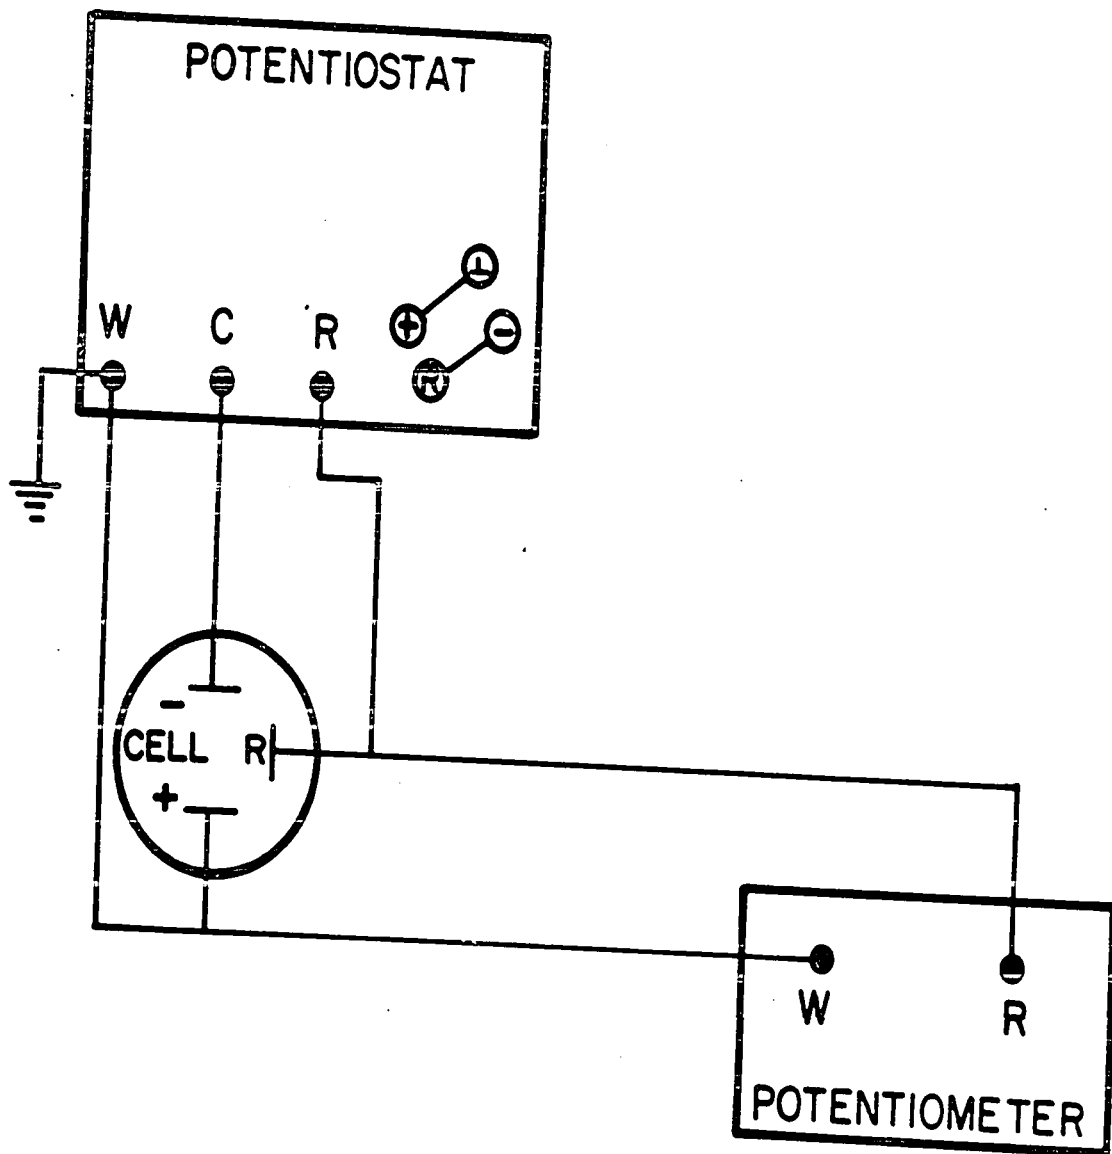 POTENTIOSTAT
W C R
⊥
+ -
R
-
CELL R
+
W R
POTENTIOMETER